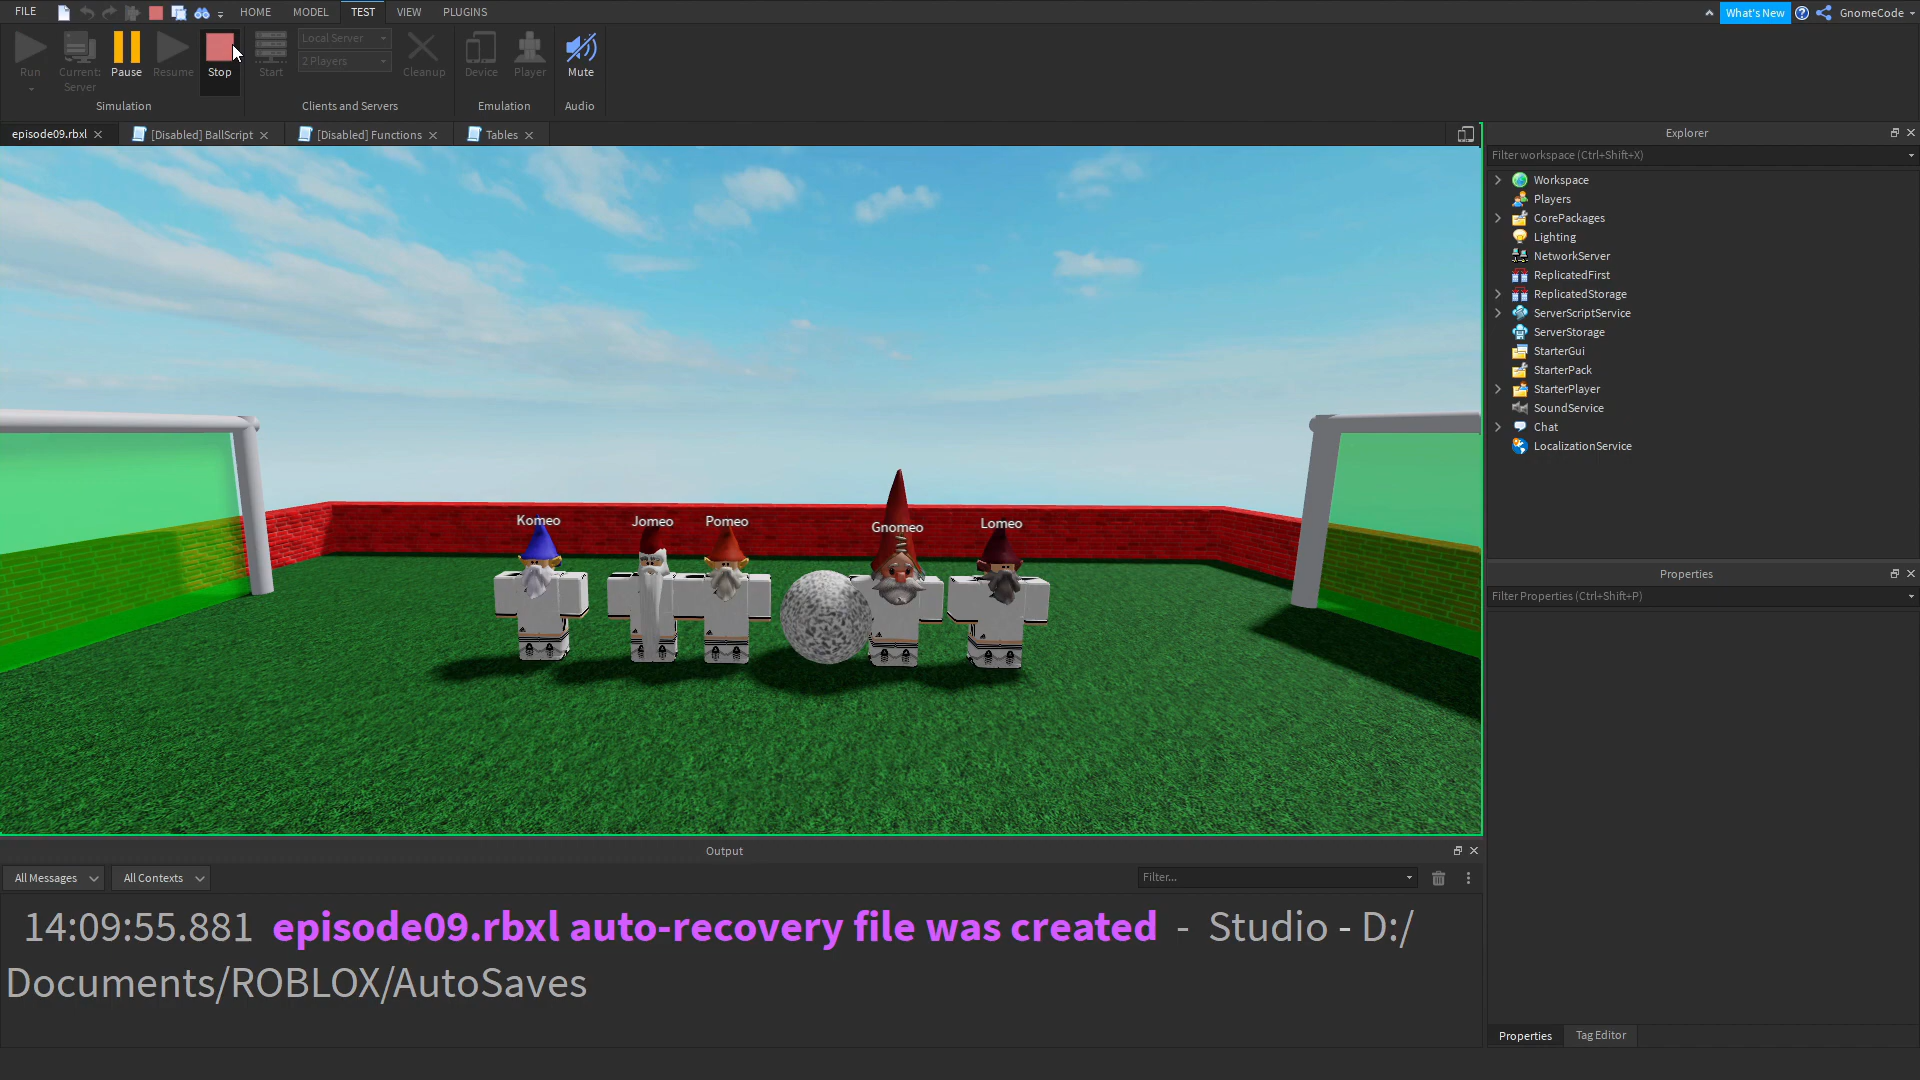 FILE HOME MODEL TEST VIEW PLUGINS What's New GnomeCode
Run Current: Server Pause Resume Stop Start Local Server 2 Players Cleanup Device Player Mute
Simulation Clients and Servers Emulation Audio
episode09.rbxl [Disabled] BallScript [Disabled] Functions Tables
Explorer
Filter workspace (Ctrl+Shift+X)
Workspace
Players
CorePackages
Lighting
NetworkServer
ReplicatedFirst
ReplicatedStorage
ServerScriptService
ServerStorage
StarterGui
StarterPack
StarterPlayer
SoundService
Chat
LocalizationService
Komeo Jomeo Pomeo Gnomeo Lomeo
Properties
Filter Properties (Ctrl+Shift+P)
Output
All Messages All Contexts Filter...
14:09:55.881 episode09.rbxl auto-recovery file was created - Studio - D:/
Documents/ROBLOX/AutoSaves
Properties Tag Editor